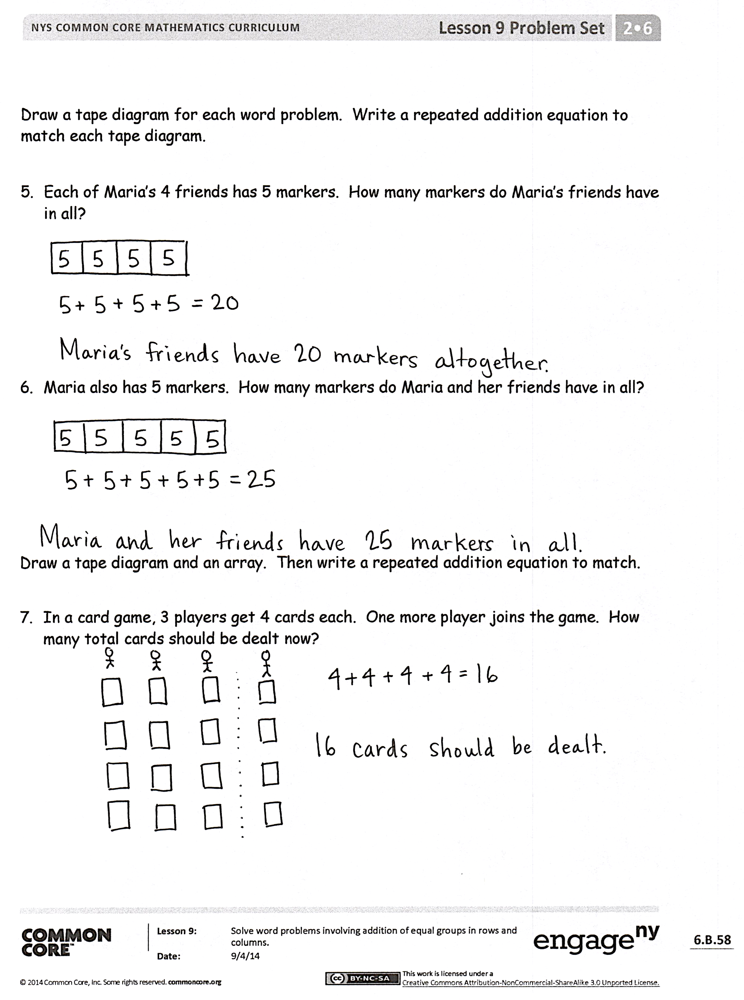 NYS COMMON CORE MATHEMATICS CURRICULUM
Lesson 9 Problem Set 2•6
Draw a tape diagram for each word problem. Write a repeated addition equation to
match each tape diagram.
5. Each of Maria's 4 friends has 5 markers. How many markers do Maria's friends have
in all?
5 5 5 5
5 + 5 + 5 + 5 = 20
Maria's friends have 20 markers altogether.
6. Maria also has 5 markers. How many markers do Maria and her friends have in all?
5 5 5 5 5
5 + 5 + 5 + 5 + 5 = 25
Maria and her friends have 25 markers in all.
Draw a tape diagram and an array. Then write a repeated addition equation to match.
7. In a card game, 3 players get 4 cards each. One more player joins the game. How
many total cards should be dealt now?
4 + 4 + 4 + 4 = 16
16 cards should be dealt.
COMMON
CORE™
Lesson 9:
Solve word problems involving addition of equal groups in rows and
columns.
Date:
9/4/14
engage ny
6.B.58
© 2014 Common Core, Inc. Some rights reserved. commoncore.org
cc BY-NC-SA
This work is licensed under a
Creative Commons Attribution-NonCommercial-ShareAlike 3.0 Unported License.